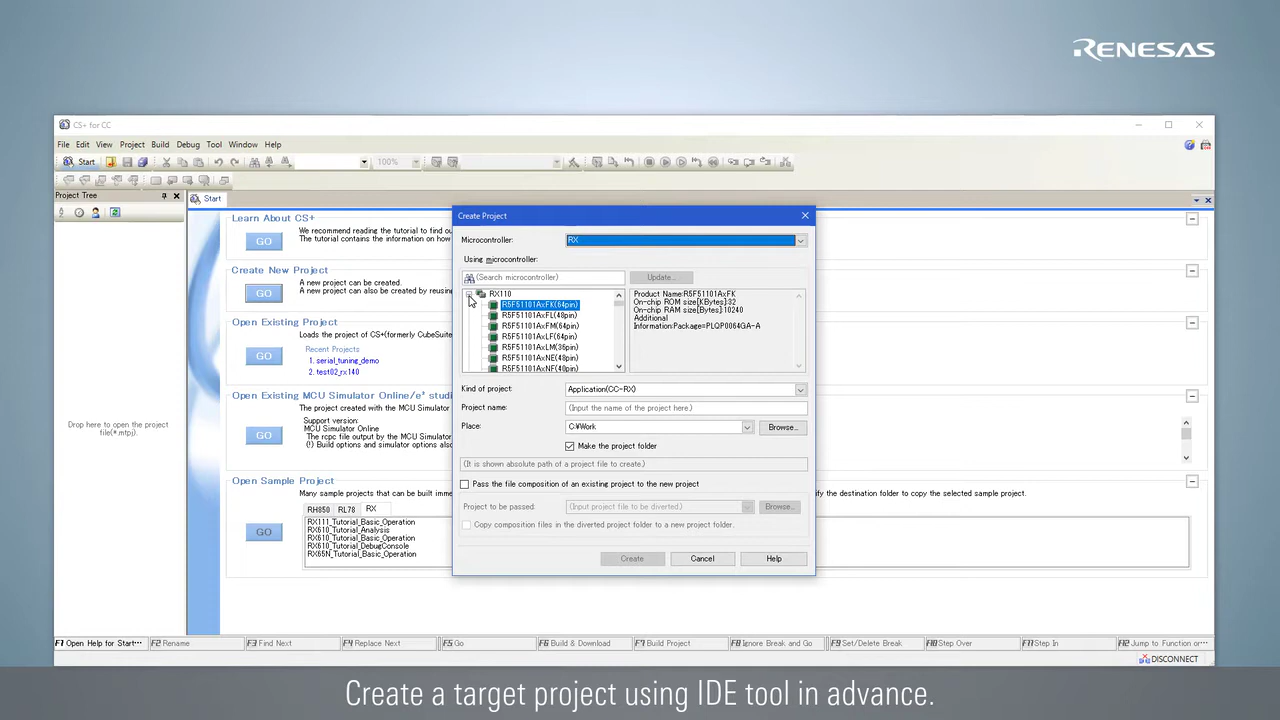 RENESAS
CS+ for CC
File Edit View Project Build Debug Tool Window Help
Start
100%
Project Tree
Start
Drop here to open the project
file(*.mtpj).
Learn About CS+
GO
We recommend reading the tutorial to find ou
The tutorial contains the information on how
Create New Project
GO
A new project can be created.
A new project can also be created by reusin
Open Existing Project
GO
Loads the project of CS+(formerly CubeSuite
Recent Projects
1. serial_tuning_demo
2. test02_rx140
Open Existing MCU Simulator Online/e² studi
GO
The project created with the MCU Simulator
Support version:
MCU Simulator Online
The rcpc file output by the MCU Simulator
(!) Build options and simulator options also
Open Sample Project
GO
Many sample projects that can be built imme
ify the destination folder to copy the selected sample project.
RH850 RL78 RX
RX111_Tutorial_Basic_Operation
RX610_Tutorial_Analysis
RX610_Tutorial_Basic_Operation
RX610_Tutorial_DebugConsole
RX65N_Tutorial_Basic_Operation
Create Project
Microcontroller: RX
Using microcontroller:
(Search microcontroller) Update...
RX110
R5F51101AxFK(64pin)
R5F51101AxFL(48pin)
R5F51101AxFM(64pin)
R5F51101AxLF(64pin)
R5F51101AxLM(36pin)
R5F51101AxNE(48pin)
R5F51101AxNF(40pin)
Product Name:R5F51101AxFK
On-chip ROM size[KBytes]:32
On-chip RAM size[Bytes]:10240
Additional
Information:Package=PLQP0064GA-A
Kind of project: Application(CC-RX)
Project name: (Input the name of the project here.)
Place: C:¥Work Browse...
Make the project folder
(It is shown absolute path of a project file to create.)
Pass the file composition of an existing project to the new project
Project to be passed: (Input project file to be diverted.) Browse...
Copy composition files in the diverted project folder to a new project folder.
Create Cancel Help
F1 Open Help for Start... F2 Rename F3 Find Next F4 Replace Next F5 Go F6 Build & Download F7 Build Project F8 Ignore Break and Go F9 Set/Delete Break F10 Step Over F11 Step In F12 Jump to Function or...
DISCONNECT
Create a target project using IDE tool in advance.